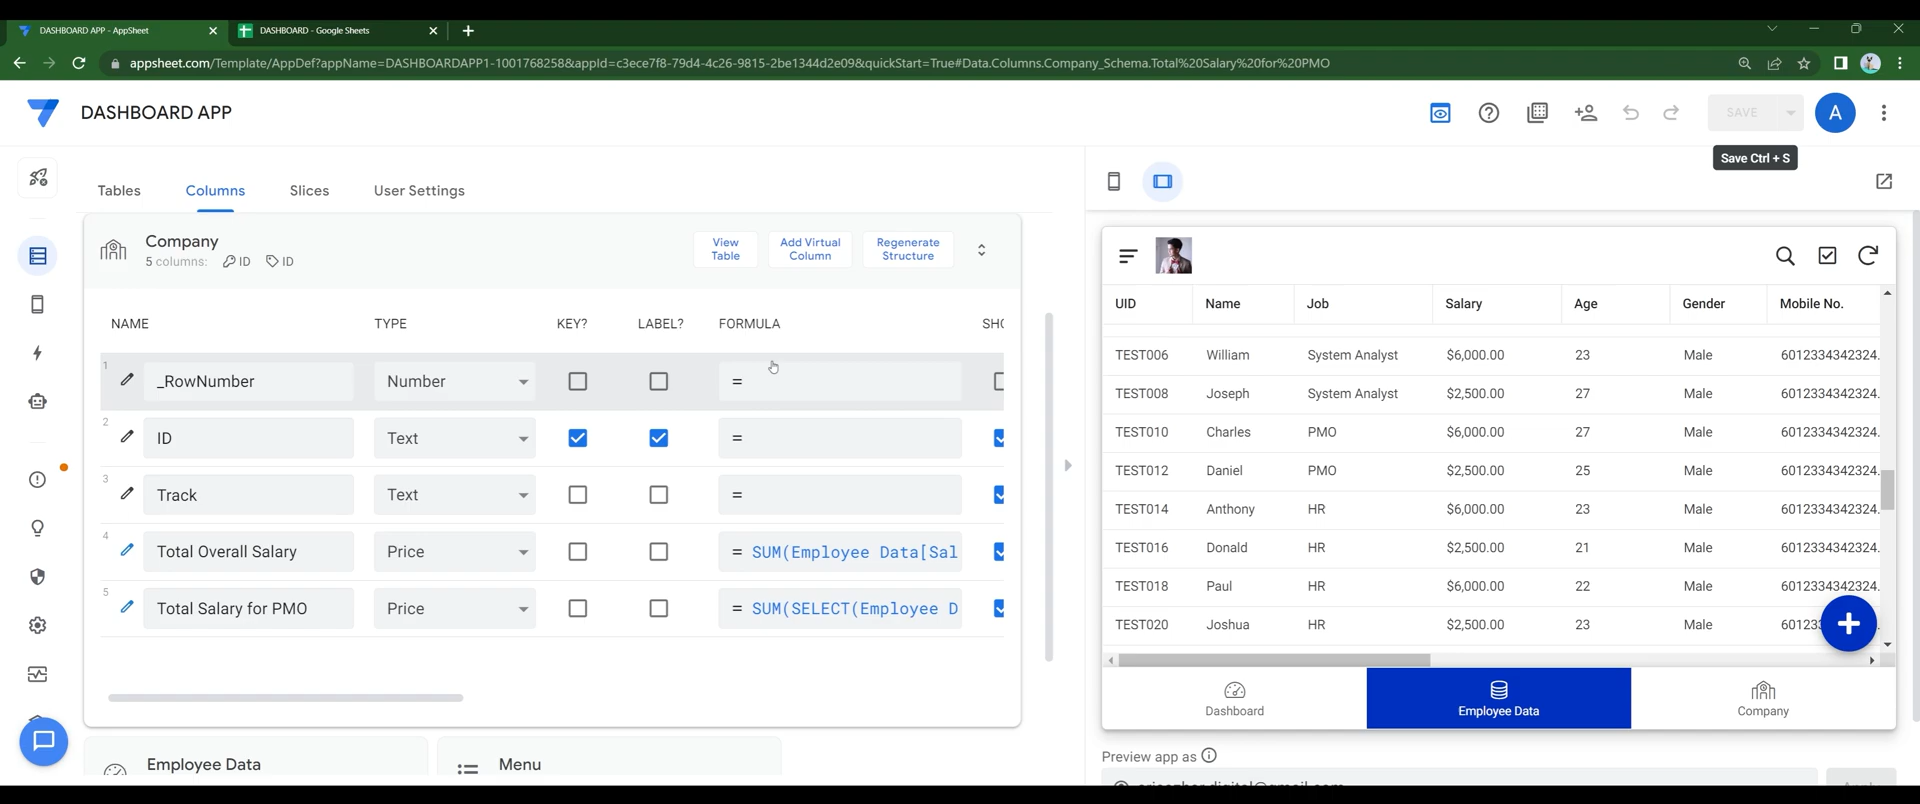 DASHBOARD APP - AppSheet
DASHBOARD - Google Sheets
appsheet.com/Template/AppDef?appName=DASHBOARDAPP1-1001768258&appId=c3ece7f8-79d4-4c26-9815-2be1344d2e09&quickStart=True#Data.Columns.Company_Schema.Total%20Salary%20for%20PMO
DASHBOARD APP
SAVE
A
Save Ctrl + S
Tables
Columns
Slices
User Settings
Company
5 columns: ID ID
View Table
Add Virtual Column
Regenerate Structure
NAME TYPE KEY? LABEL? FORMULA SHO
1 _RowNumber Number =
2 ID Text =
3 Track Text =
4 Total Overall Salary Price = SUM(Employee Data[Sal
5 Total Salary for PMO Price = SUM(SELECT(Employee D
Employee Data
Menu
UID Name Job Salary Age Gender Mobile No.
TEST006 William System Analyst $6,000.00 23 Male 6012334342324.
TEST008 Joseph System Analyst $2,500.00 27 Male 6012334342324.
TEST010 Charles PMO $6,000.00 27 Male 6012334342324.
TEST012 Daniel PMO $2,500.00 25 Male 6012334342324.
TEST014 Anthony HR $6,000.00 23 Male 6012334342324.
TEST016 Donald HR $2,500.00 21 Male 6012334342324.
TEST018 Paul HR $6,000.00 22 Male 6012334342324.
TEST020 Joshua HR $2,500.00 23 Male 60123
Dashboard
Employee Data
Company
Preview app as